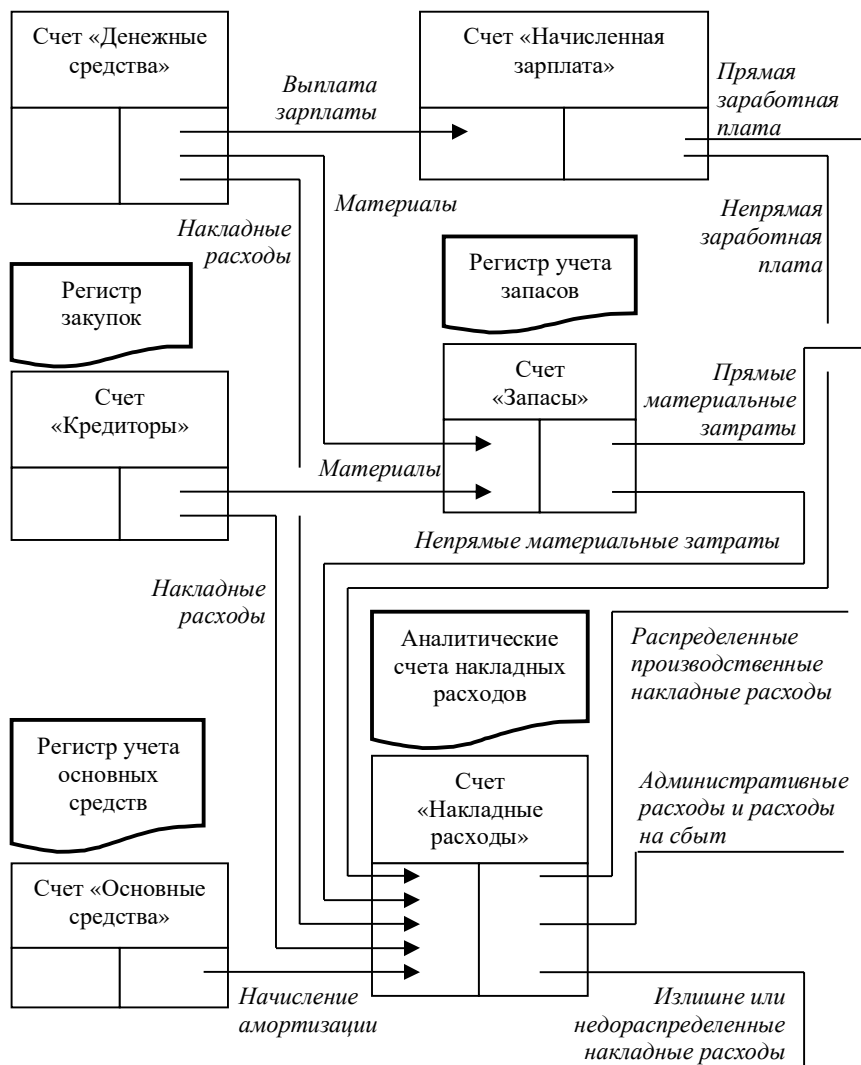 Счет «Денежные
средства»
Счет «Начисленная
зарплата»
Выплата
зарплаты
Прямая
заработная
плата
Накладные
расходы
Материалы
Непрямая
заработная
плата
Регистр
закупок
Регистр учета
запасов
Счет
«Кредиторы»
Счет
«Запасы»
Прямые
материальные
затраты
Материалы
Непрямые материальные затраты
Накладные
расходы
Аналитические
счета накладных
расходов
Распределенные
производственные
накладные расходы
Регистр учета
основных
средств
Счет
«Накладные
расходы»
Административные
расходы и расходы
на сбыт
Счет «Основные
средства»
Начисление
амортизации
Излишне или
недораспределенные
накладные расходы